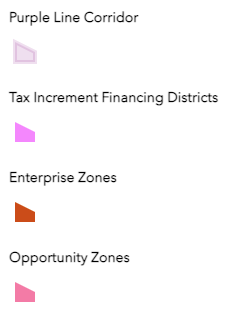 Purple Line Corridor
Tax Increment Financing Districts
Enterprise Zones
Opportunity Zones